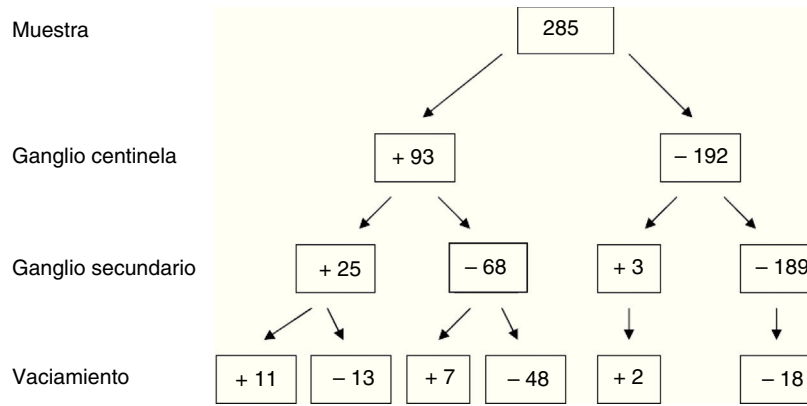 Muestra 285
Ganglio centinela + 93 – 192
Ganglio secundario + 25 – 68 + 3 – 189
Vaciamiento + 11 – 13 + 7 – 48 + 2 – 18